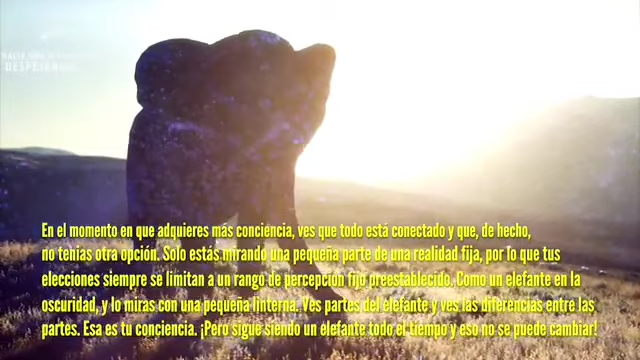 DESPEJAR
En el momento en que adquieres más conciencia, ves que todo está conectado y que, de hecho,
no tenías otra opción. Solo estás mirando una pequeña parte de una realidad fija, por lo que tus
elecciones siempre se limitan a un rango de percepción fijo preestablecido. Como un elefante en la
oscuridad, y lo miras con una pequeña linterna. Ves partes del elefante y ves las diferencias entre las
partes. Esa es tu conciencia. ¡Pero sigue siendo un elefante todo el tiempo y eso no se puede cambiar!